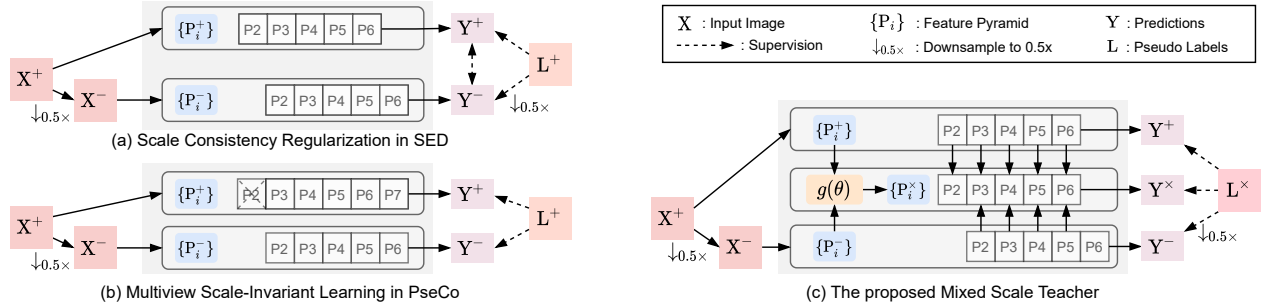 {P_i^+} P2 P3 P4 P5 P6 Y^+
X^+ X^- L^+
↓0.5× {P_i^-} P2 P3 P4 P5 P6 Y^- ↓0.5×
(a) Scale Consistency Regularization in SED
{P_i^+} P2 P3 P4 P5 P6 P7 Y^+
X^+ X^- L^+
↓0.5× {P_i^-} P2 P3 P4 P5 P6 Y^-
(b) Multiview Scale-Invariant Learning in PseCo
X : Input Image {P_i} : Feature Pyramid Y : Predictions
: Supervision ↓0.5× : Downsample to 0.5x L : Pseudo Labels
{P_i^+} P2 P3 P4 P5 P6 Y^+
g(θ) {P_i^×} P2 P3 P4 P5 P6 Y^× L^×
X^+ X^- ↓0.5×
↓0.5× {P_i^-} P2 P3 P4 P5 P6 Y^-
(c) The proposed Mixed Scale Teacher